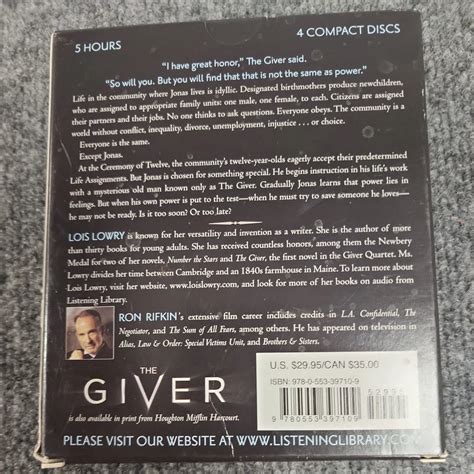 5 HOURS
4 COMPACT DISCS
"I have great honor," The Giver said.
"So will you. But you will find that that is not the same as power."
Life in the community where Jonas lives is idyllic. Designated birthmothers produce newchildren,
who are assigned to appropriate family units: one male, one female, to each. Citizens are assigned
their partners and their jobs. No one thinks to ask questions. Everyone obeys. The community is a
world without conflict, inequality, divorce, unemployment, injustice . . . or choice.
Everyone is the same.
Except Jonas.
At the Ceremony of Twelve, the community's twelve-year-olds eagerly accept their predetermined
Life Assignments. But Jonas is chosen for something special. He begins instruction in his life's work
with a mysterious old man known only as The Giver. Gradually Jonas learns that power lies in
feelings. But when his own power is put to the test—when he must try to save someone he loves—
he may not be ready. Is it too soon? Or too late?
LOIS LOWRY is known for her versatility and invention as a writer. She is the author of more
than thirty books for young adults. She has received countless honors, among them the Newbery
Medal for two of her novels, Number the Stars and The Giver, the first novel in the Giver Quartet. Ms.
Lowry divides her time between Cambridge and an 1840s farmhouse in Maine. To learn more about
Lois Lowry, visit her website, www.loislowry.com, and look for more of her books on audio from
Listening Library.
RON RIFKIN'S extensive film career includes credits in L.A. Confidential, The
Negotiator, and The Sum of All Fears, among others. He has appeared on television in
Alias, Law & Order: Special Victims Unit, and Brothers & Sisters.
THE
GIVER
is also available in print from Houghton Mifflin Harcourt.
U.S. $29.95/CAN $35.00
ISBN: 978-0-553-39710-9
52995
9 780553 397109
PLEASE VISIT OUR WEBSITE AT WWW.LISTENINGLIBRARY.COM